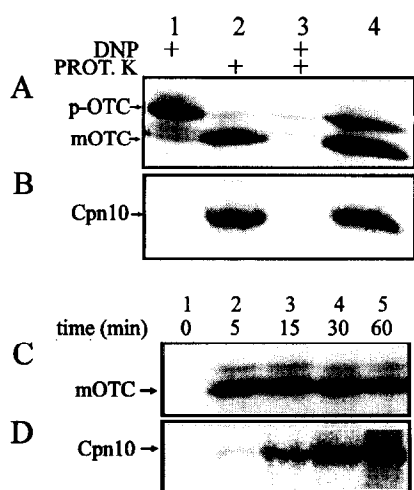 1 2 3 4
DNP + +
PROT. K + +
A
p-OTC
mOTC
B
Cpn10
1 2 3 4 5
time (min) 0 5 15 30 60
C
mOTC
D
Cpn10